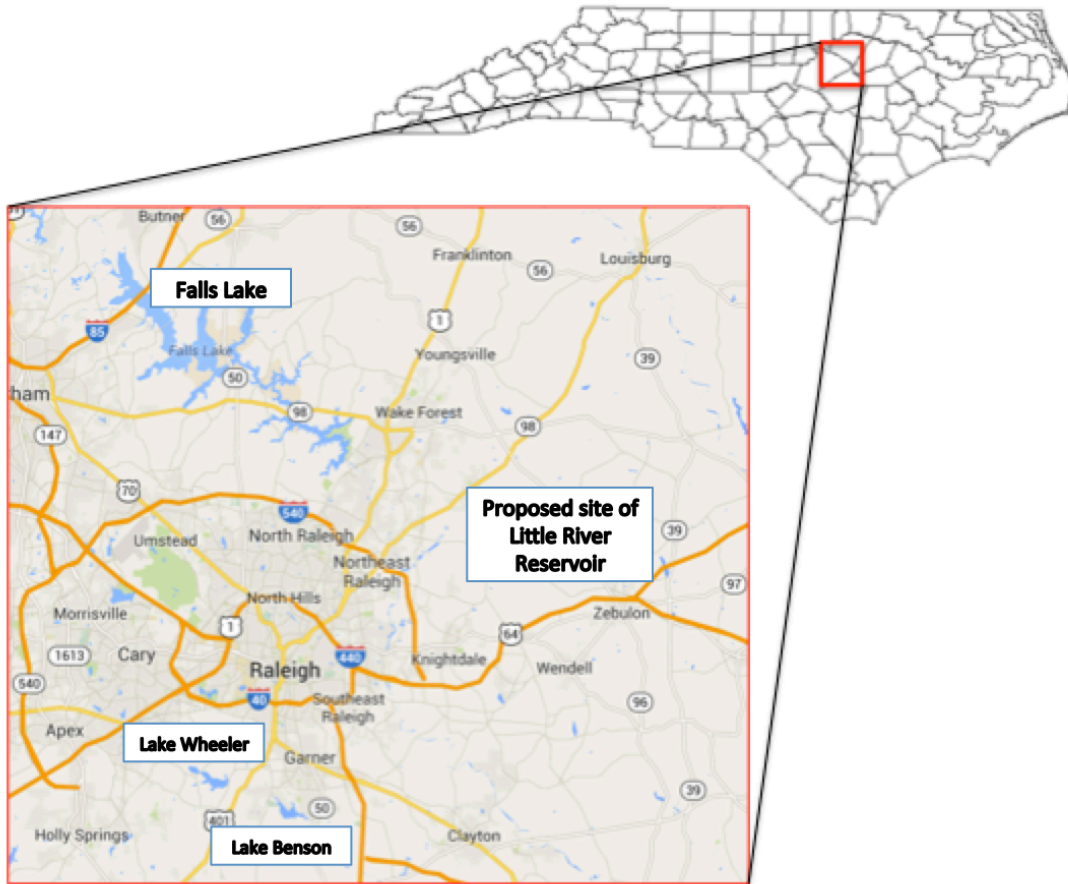 Butner
56
56
Franklinton
56
Louisburg
Falls Lake
85
1
Falls Lake
Youngsville
39
50
ham
98
Wake Forest
98
147
70
Proposed site of
Little River
Reservoir
540
Umstead
North Raleigh
39
Northeast
Raleigh
97
North Hills
Morrisville
1
64
Zebulon
1613
Cary
440
Knightdale
Wendell
Raleigh
540
40
Southeast
Raleigh
96
Apex
Lake Wheeler
Garner
39
50
401
Holly Springs
Clayton
Lake Benson